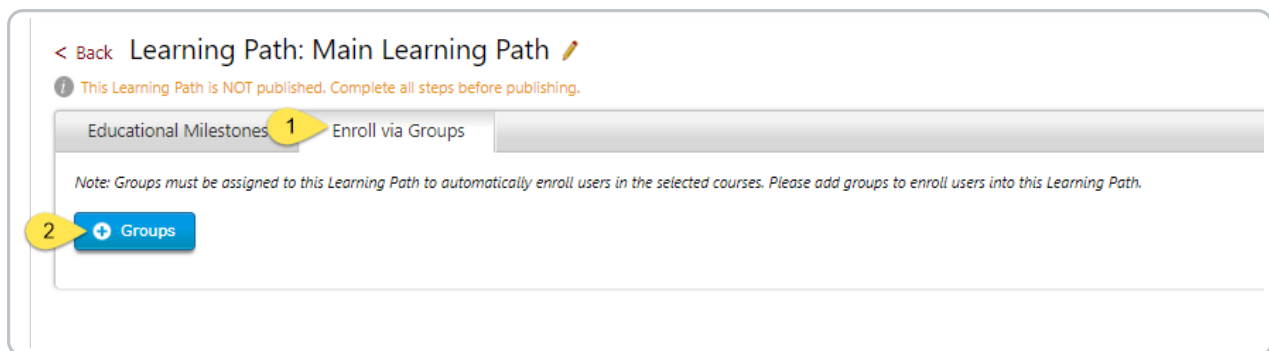 < Back Learning Path: Main Learning Path
i This Learning Path is NOT published. Complete all steps before publishing.
Educational Milestones 1 Enroll via Groups
Note: Groups must be assigned to this Learning Path to automatically enroll users in the selected courses. Please add groups to enroll users into this Learning Path.
2 + Groups